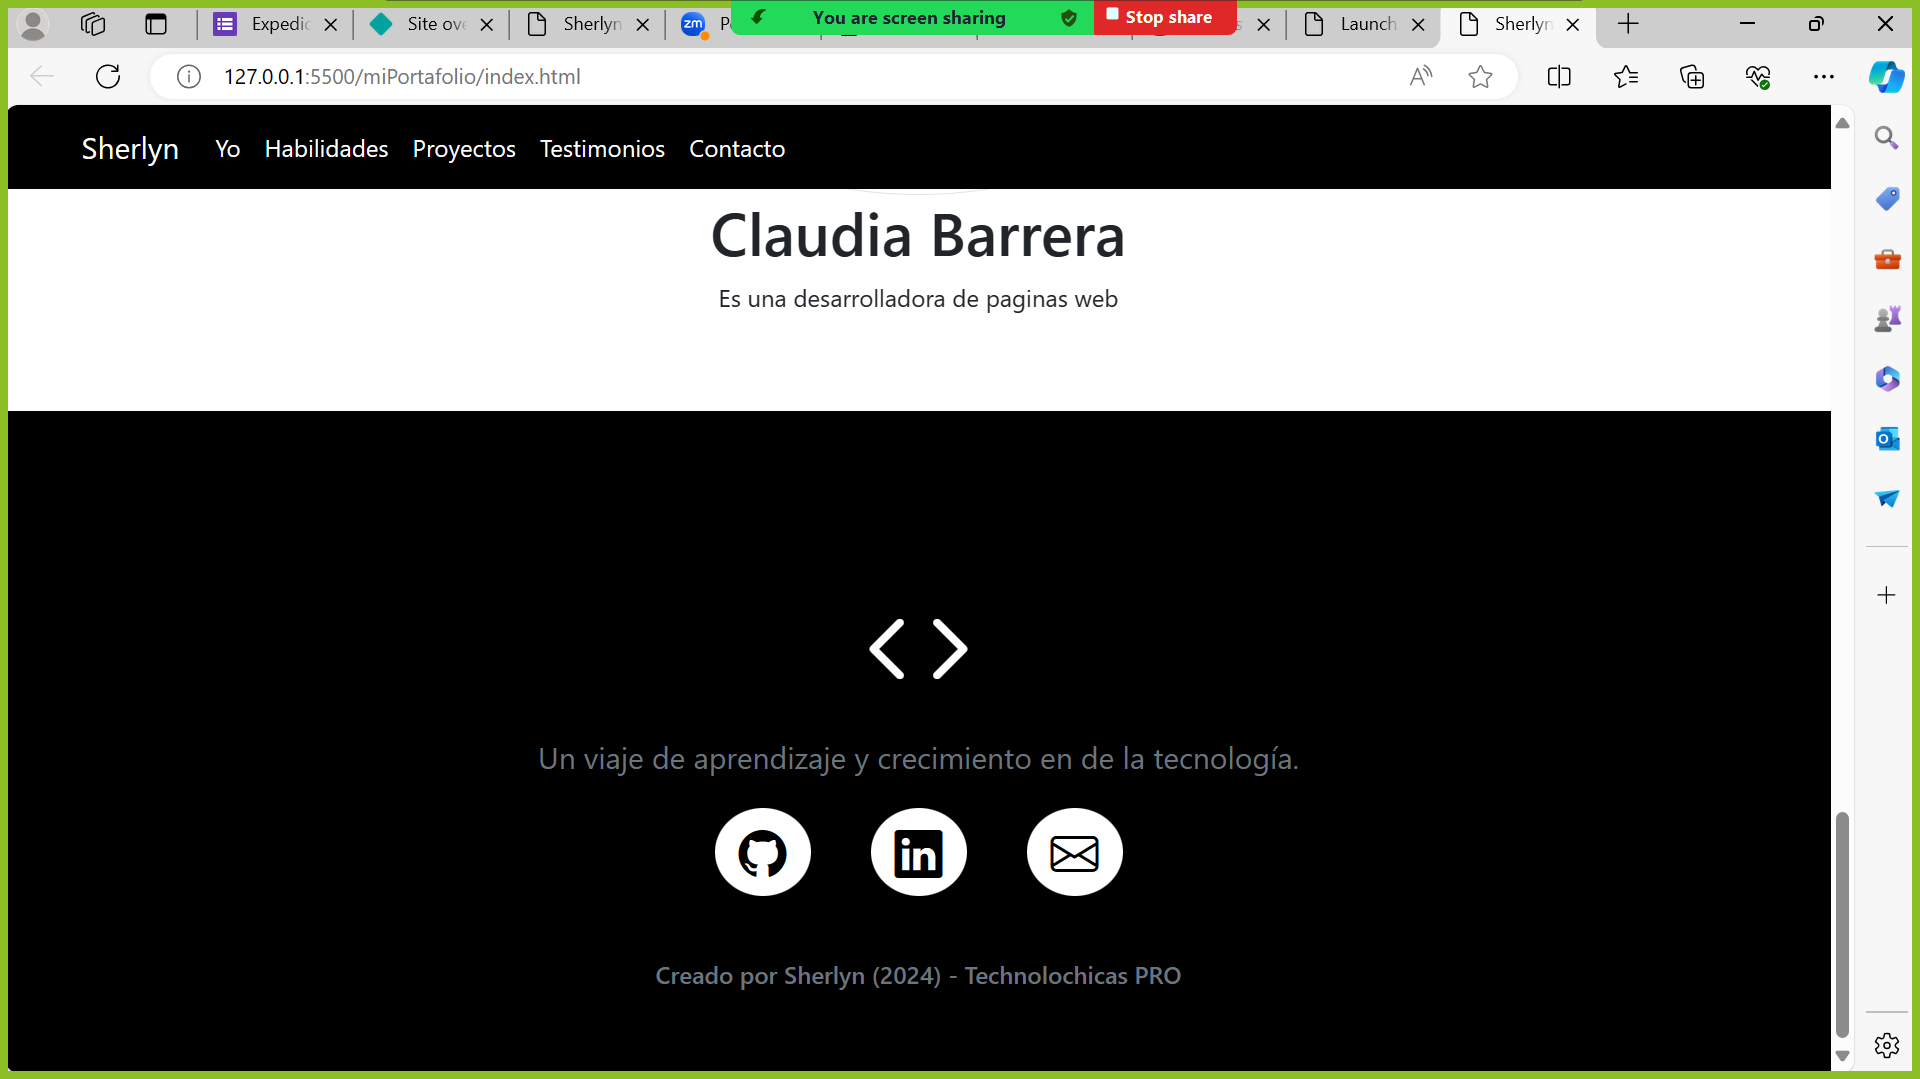 Expedic
Site ove
Sherlyn
zm
P
You are screen sharing
Stop share
s
Launch
Sherlyn
127.0.0.1:5500/miPortafolio/index.html
Sherlyn
Yo
Habilidades
Proyectos
Testimonios
Contacto
Claudia Barrera
Es una desarrolladora de paginas web
Un viaje de aprendizaje y crecimiento en de la tecnología.
in
Creado por Sherlyn (2024) - Technolochicas PRO